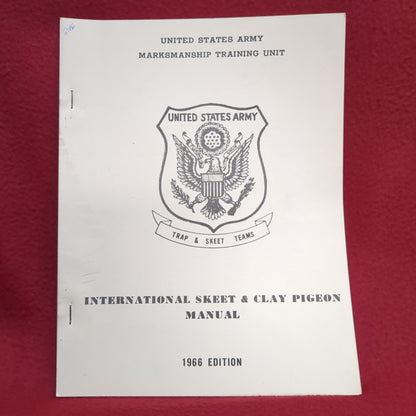 UNITED STATES ARMY
MARKSMANSHIP TRAINING UNIT
UNITED STATES ARMY
TRAP & SKEET TEAMS
INTERNATIONAL SKEET & CLAY PIGEON
MANUAL
1966 EDITION